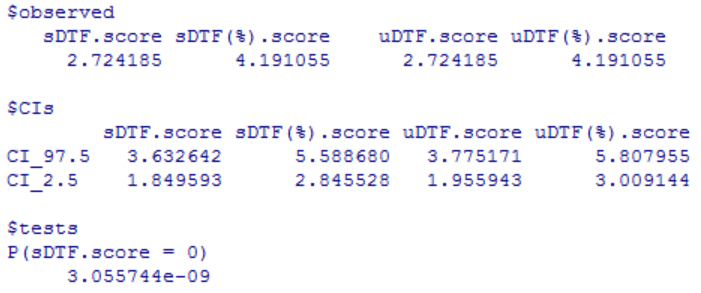 $observed
sDTF.score sDTF(%).score uDTF.score uDTF(%).score
2.724185 4.191055 2.724185 4.191055
$CIs
sDTF.score sDTF(%).score uDTF.score uDTF(%).score
CI_97.5 3.632642 5.588680 3.775171 5.807955
CI_2.5 1.849593 2.845528 1.955943 3.009144
$tests
P(sDTF.score = 0)
3.055744e-09